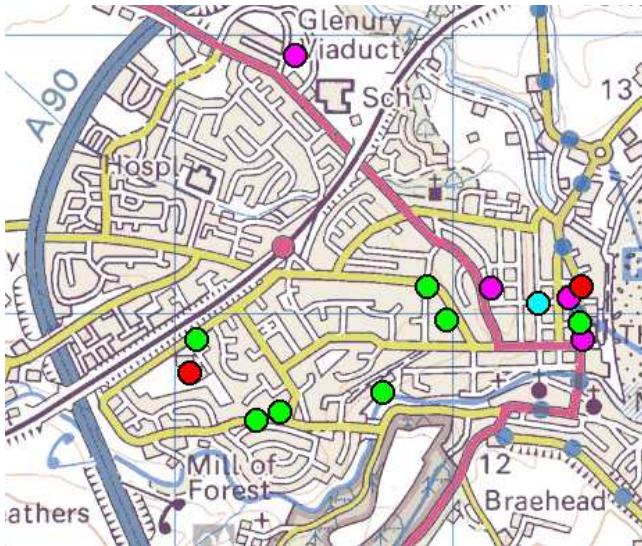 Glenury
Viaduct
A 90
Sch
13
Hospl
Mill of
Forest
12
Braehead
athers